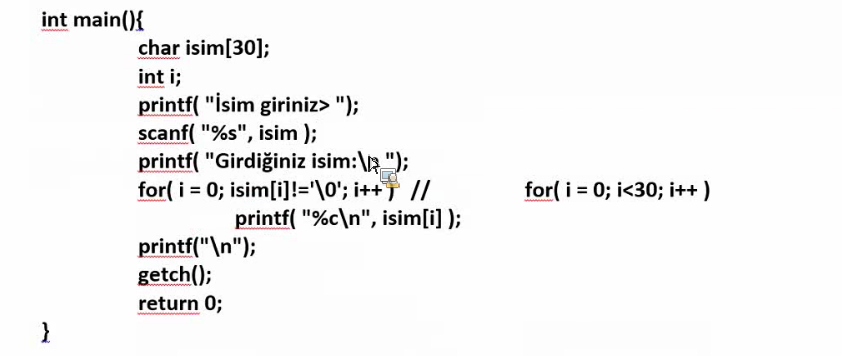 int main(){
char isim[30];
int i;
printf( "İsim giriniz> ");
scanf( "%s", isim );
printf( "Girdiğiniz isim:\n ");
for( i = 0; isim[i]!='\0'; i++ ) // for( i = 0; i<30; i++ )
printf( "%c\n", isim[i] );
printf("\n");
getch();
return 0;
}